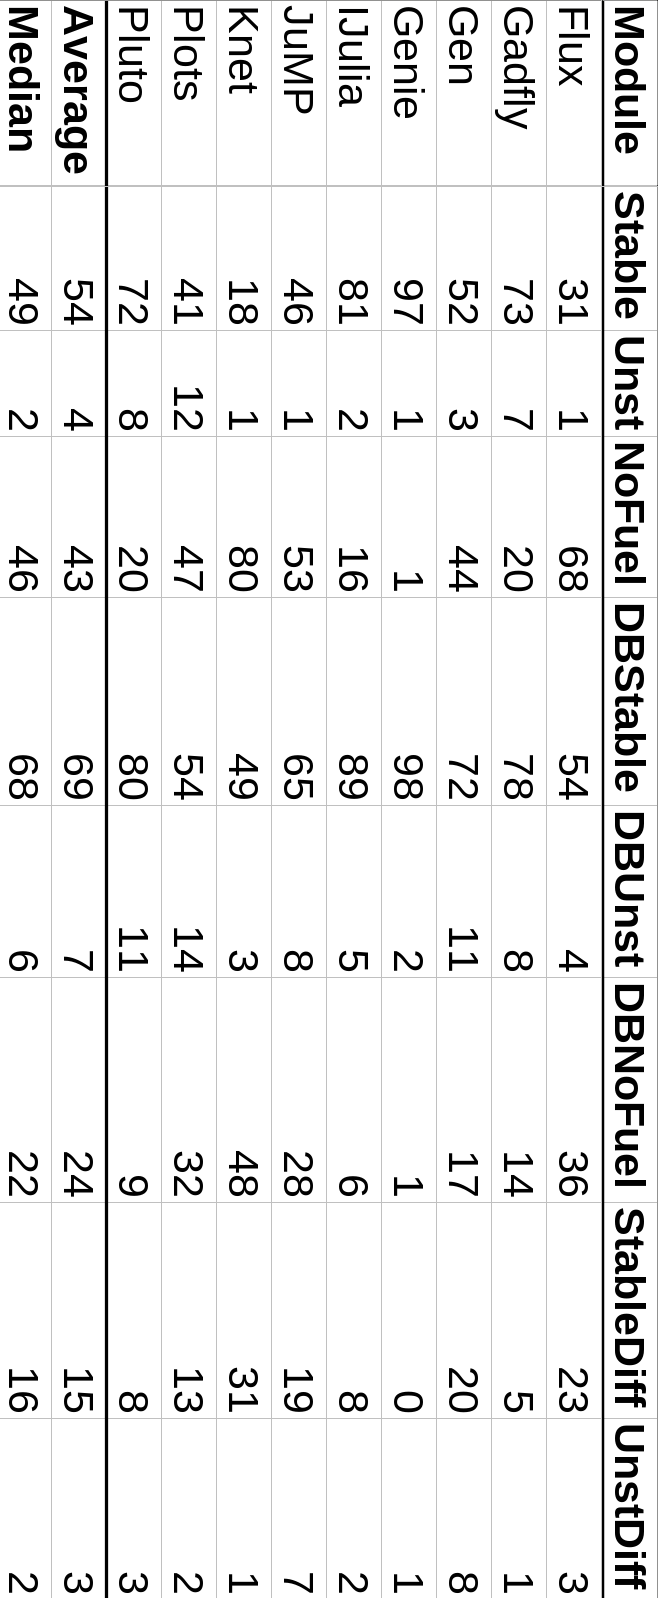 Module Stable Unst NoFuel DBStable DBUnst DBNoFuel StableDiff UnstDiff
Flux 31 1 68 54 4 36 23 3
Gadfly 73 7 20 78 8 14 5 1
Gen 52 3 44 72 11 17 20 8
Genie 97 1 1 98 2 1 0 1
IJulia 81 2 16 89 5 6 8 2
JuMP 46 1 53 65 8 28 19 7
Knet 18 1 80 49 3 48 31 1
Plots 41 12 47 54 14 32 13 2
Pluto 72 8 20 80 11 9 8 3
Average 54 4 43 69 7 24 15 3
Median 49 2 46 68 6 22 16 2